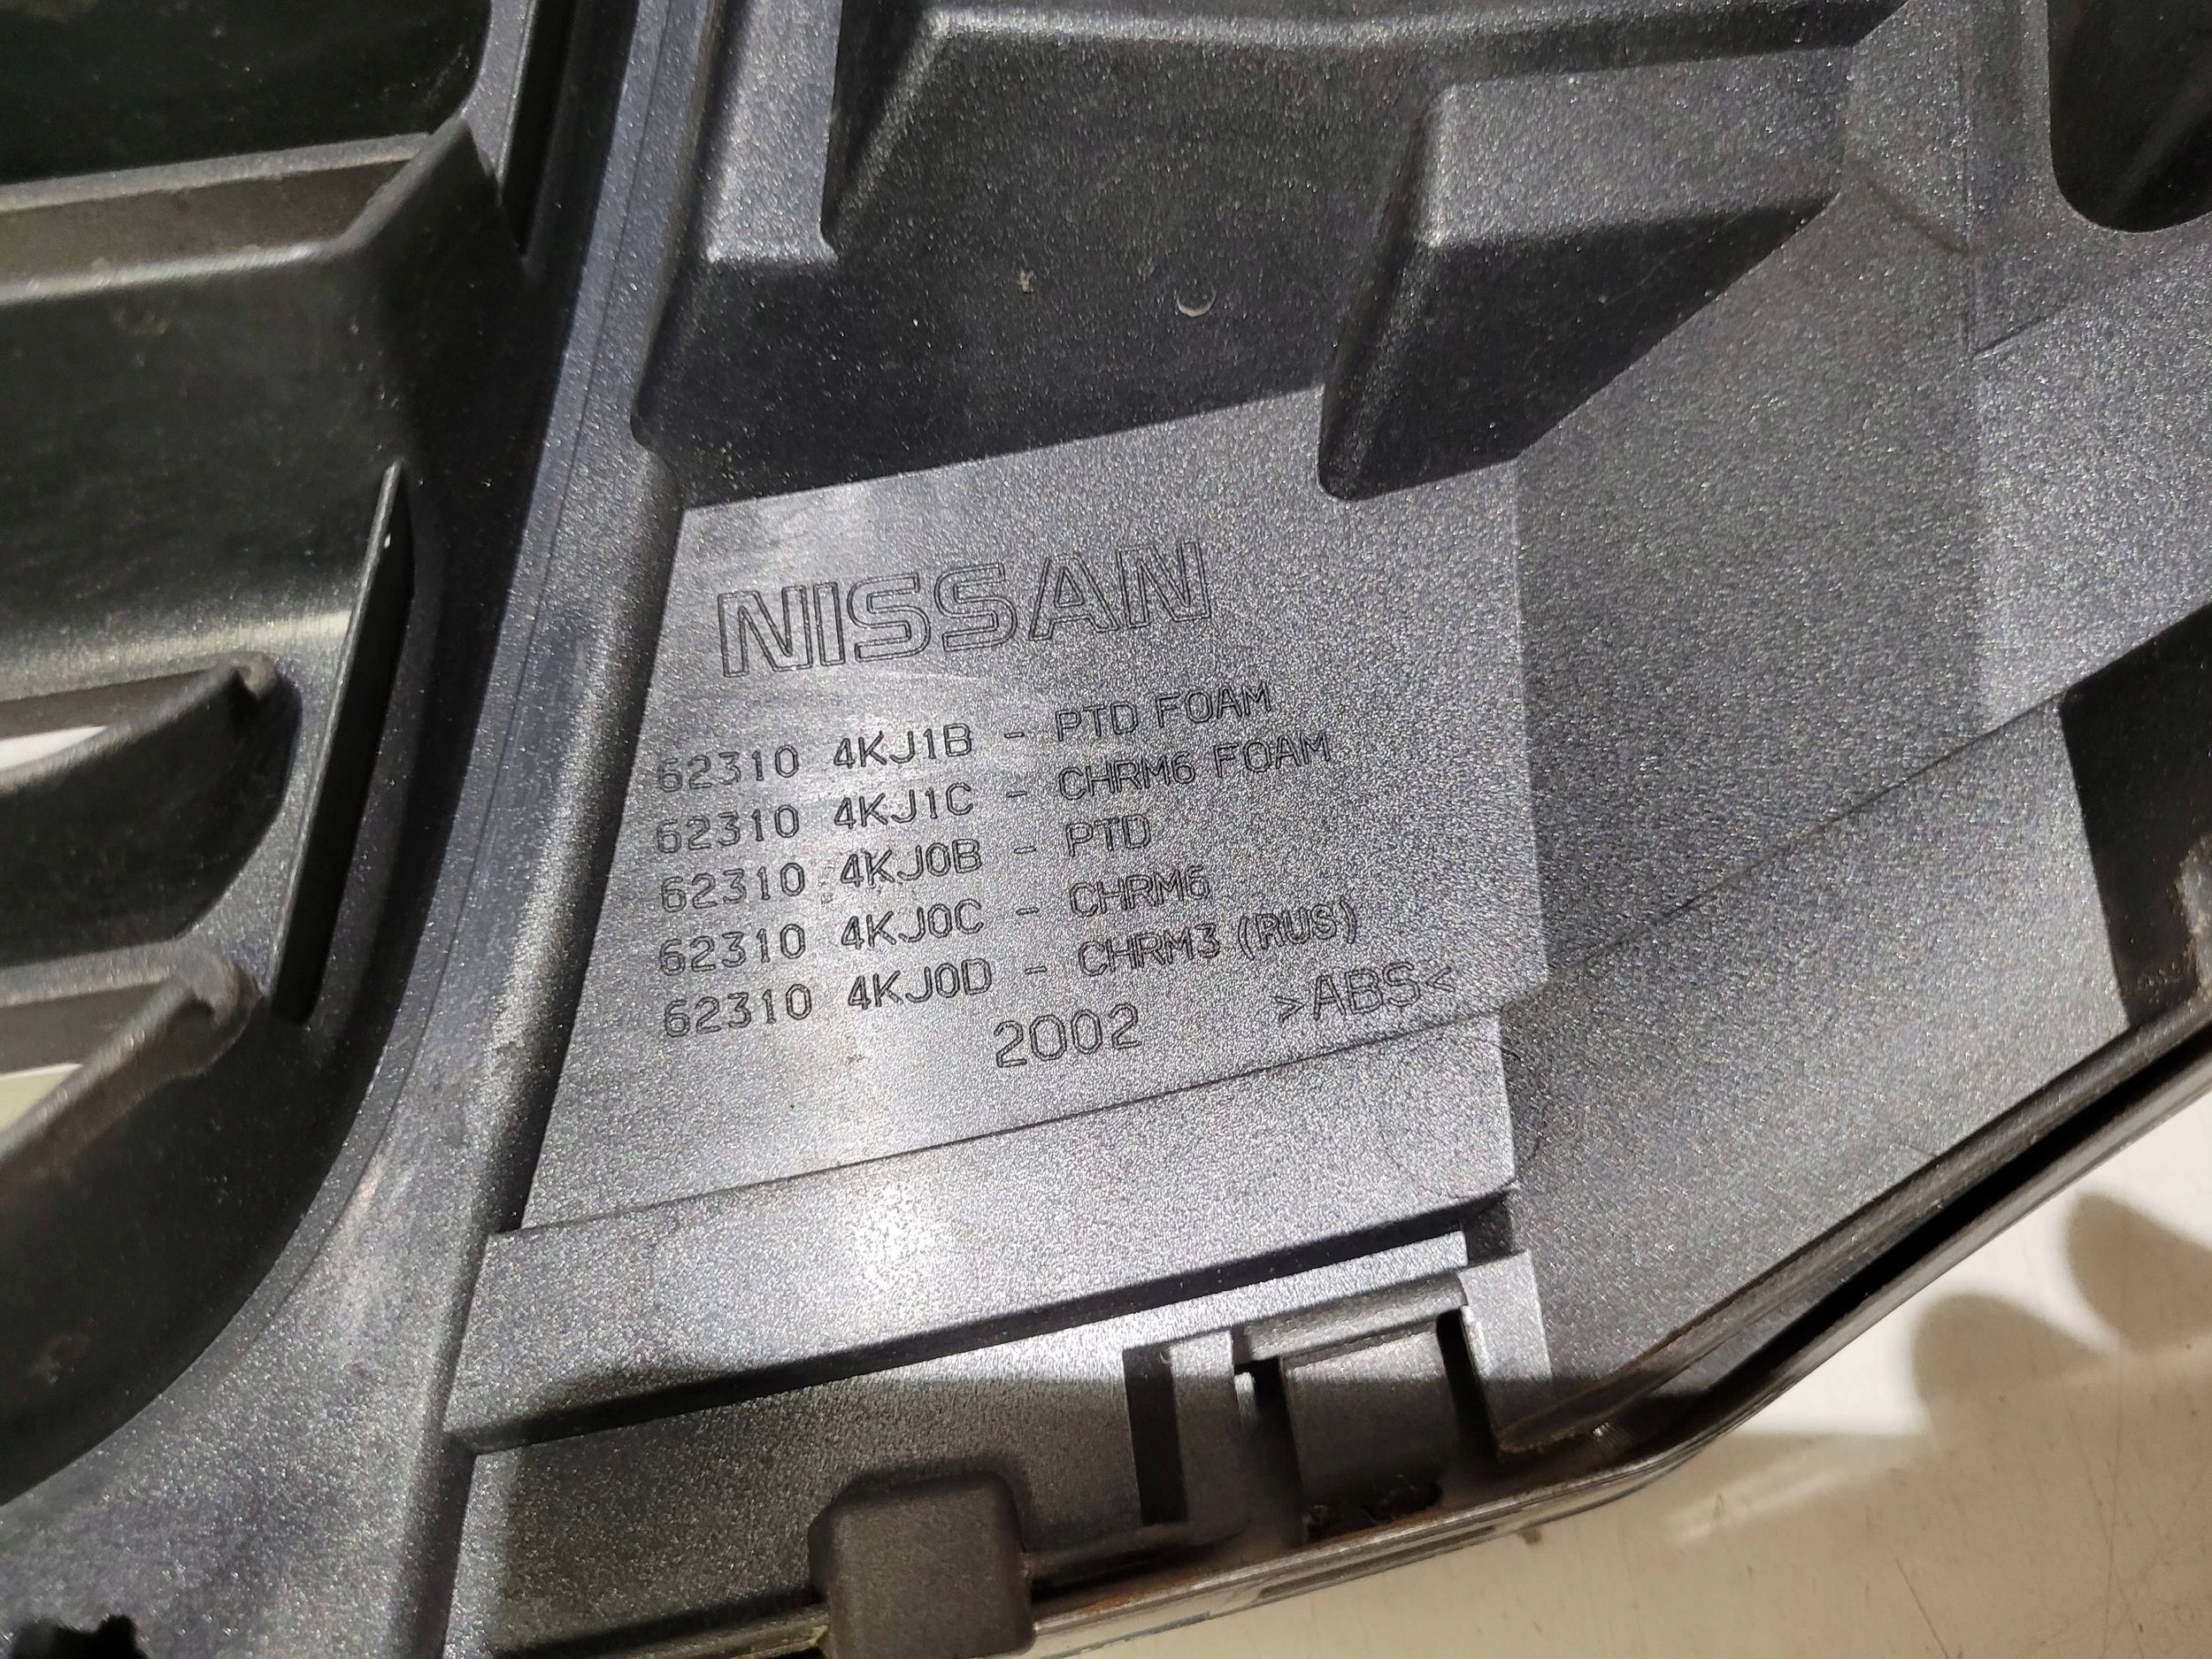 NISSAN
62310 4KJ1B - PTD FOAM
62310 4KJ1C - CHRM6 FOAM
62310 4KJ0B - PTD
62310 4KJ0C - CHRM6
62310 4KJ0D - CHRM3 (RUS)
2002 >ABS<